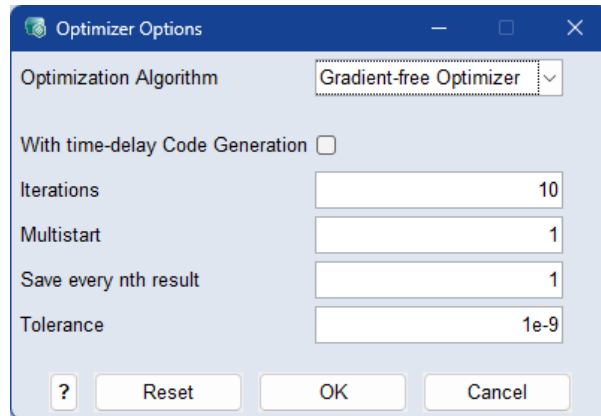 Optimizer Options
Optimization Algorithm Gradient-free Optimizer
With time-delay Code Generation
Iterations 10
Multistart 1
Save every nth result 1
Tolerance 1e-9
? Reset OK Cancel